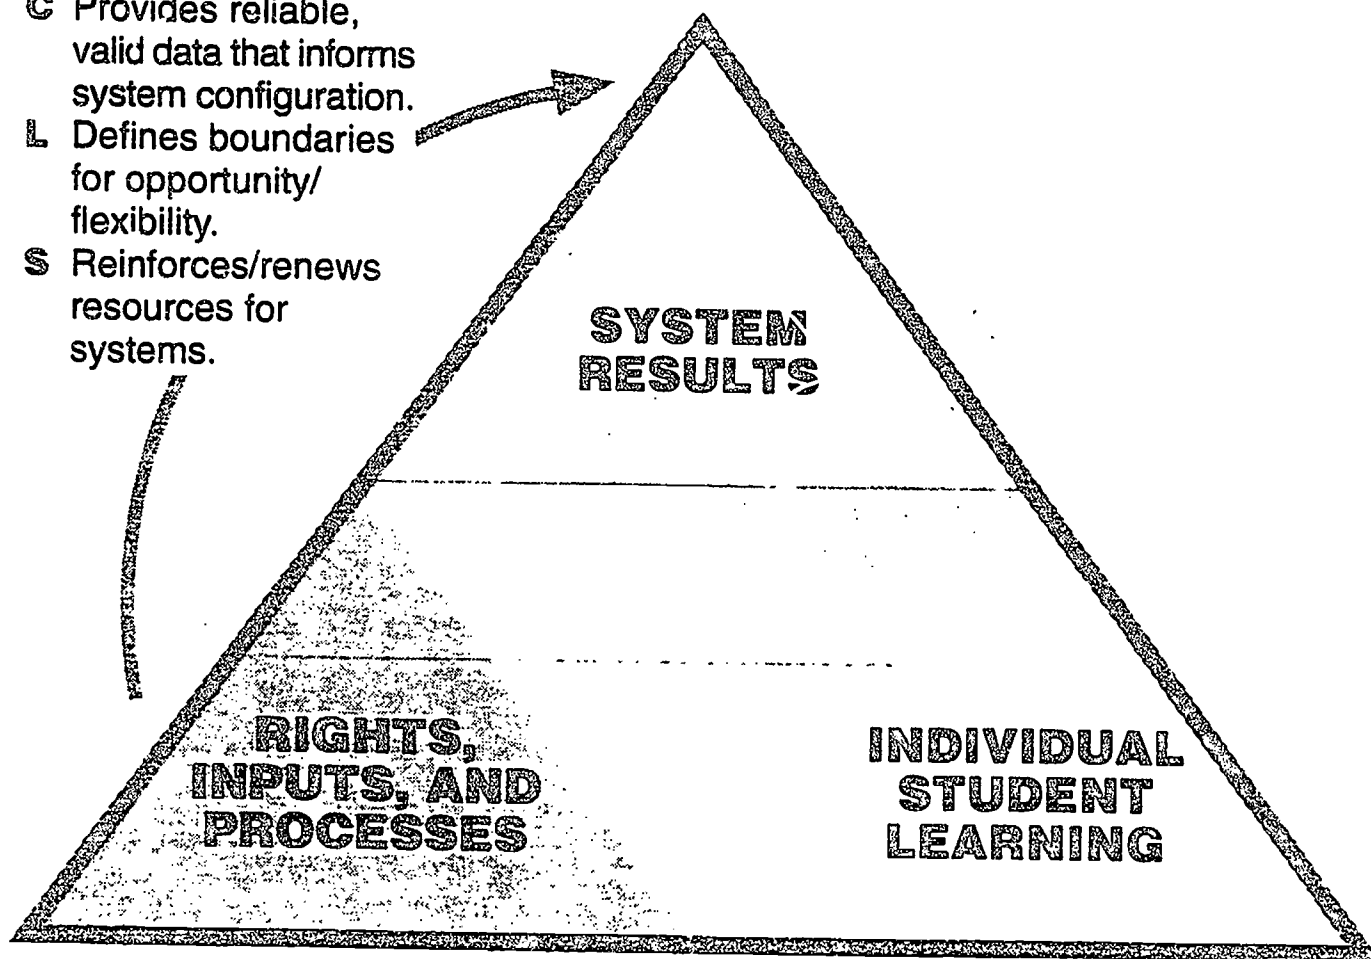 C Provides reliable,
valid data that informs
system configuration.
L Defines boundaries
for opportunity/
flexibility.
S Reinforces/renews
resources for
systems.
SYSTEM
RESULTS
RIGHTS,
INPUTS, AND
PROCESSES
INDIVIDUAL
STUDENT
LEARNING